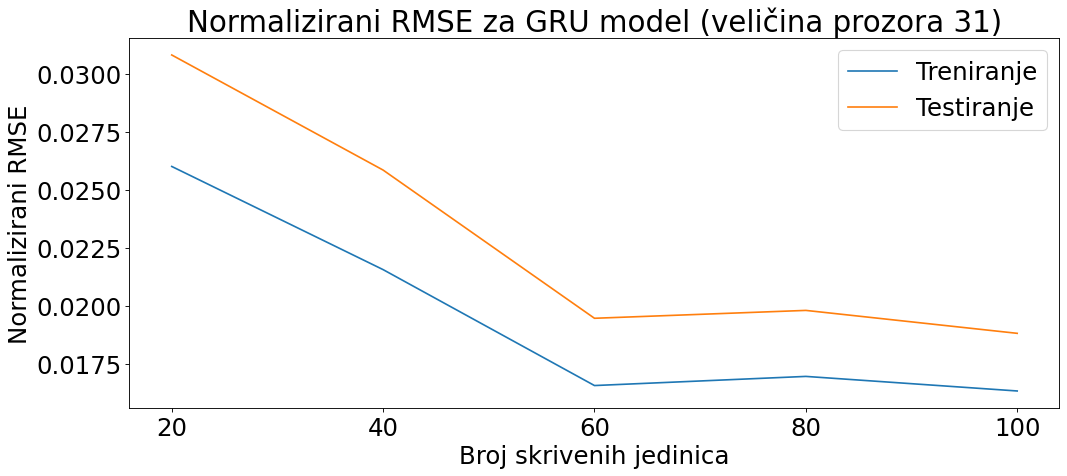 Normalizirani RMSE za GRU model (veličina prozora 31)
Treniranje
Testiranje
Normalizirani RMSE
0.0300
0.0275
0.0250
0.0225
0.0200
0.0175
20 40 60 80 100
Broj skrivenih jedinica